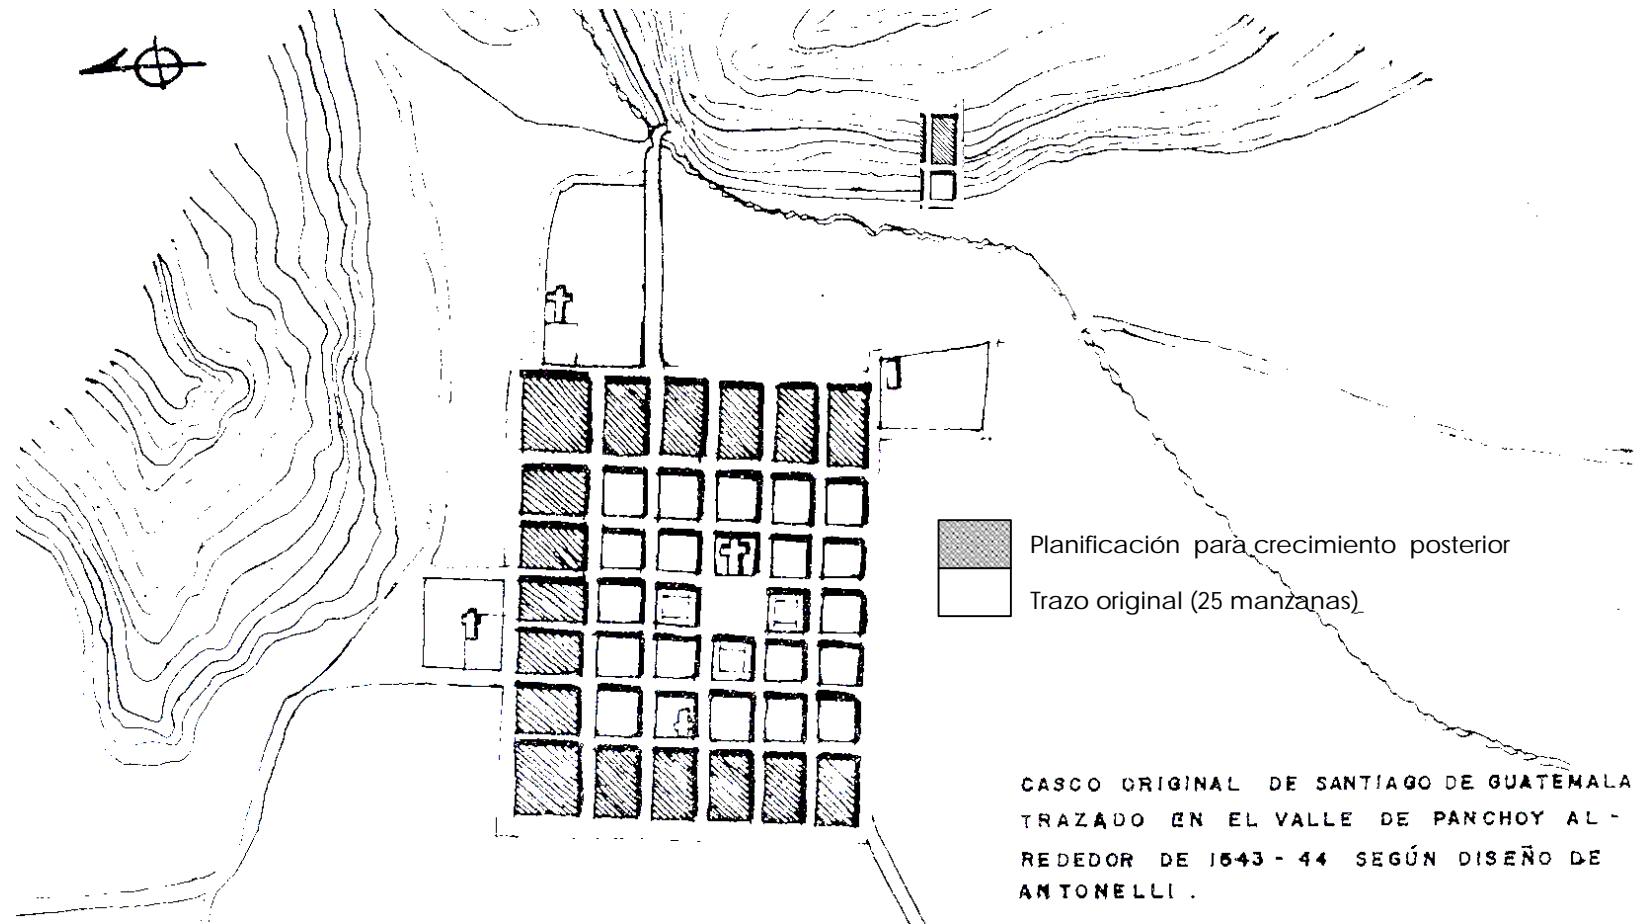 Planificación para crecimiento posterior
Trazo original (25 manzanas)
CASCO ORIGINAL DE SANTIAGO DE GUATEMALA
TRAZADO EN EL VALLE DE PANCHOY AL-
REDEDOR DE 1543 - 44 SEGÚN DISEÑO DE
ANTONELLI.